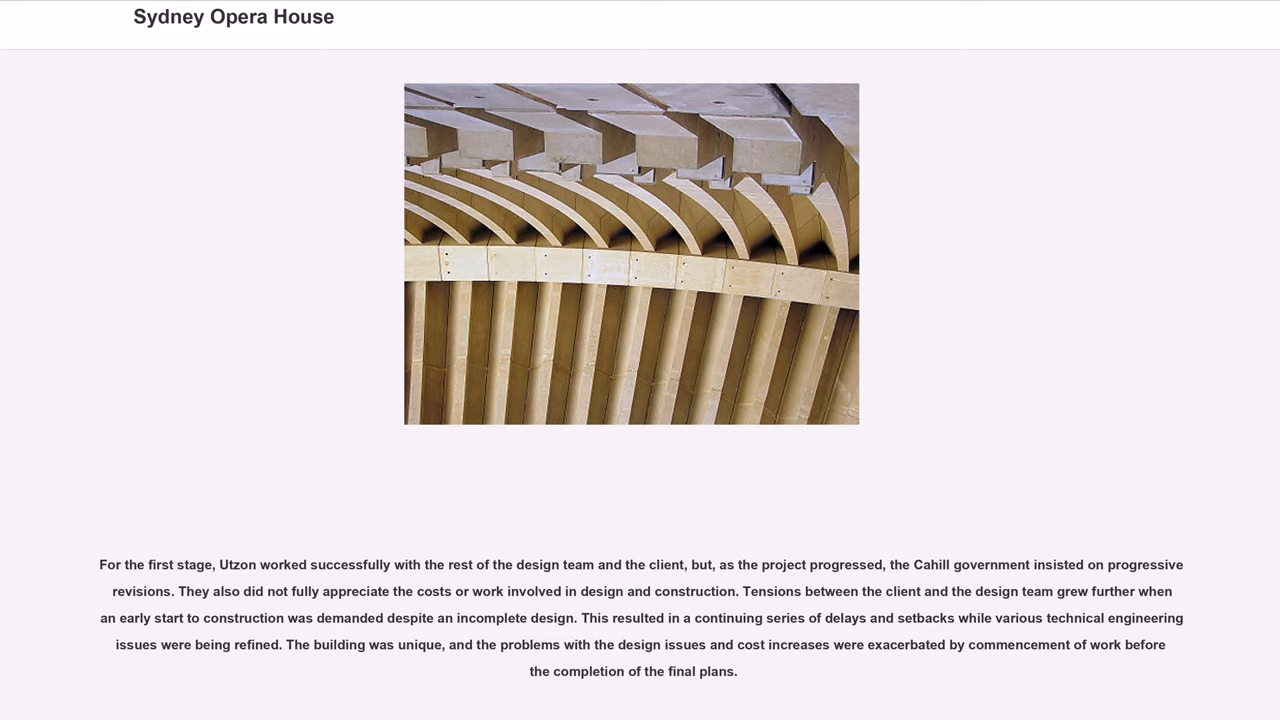 Sydney Opera House
For the first stage, Utzon worked successfully with the rest of the design team and the client, but, as the project progressed, the Cahill government insisted on progressive
revisions. They also did not fully appreciate the costs or work involved in design and construction. Tensions between the client and the design team grew further when
an early start to construction was demanded despite an incomplete design. This resulted in a continuing series of delays and setbacks while various technical engineering
issues were being refined. The building was unique, and the problems with the design issues and cost increases were exacerbated by commencement of work before
the completion of the final plans.